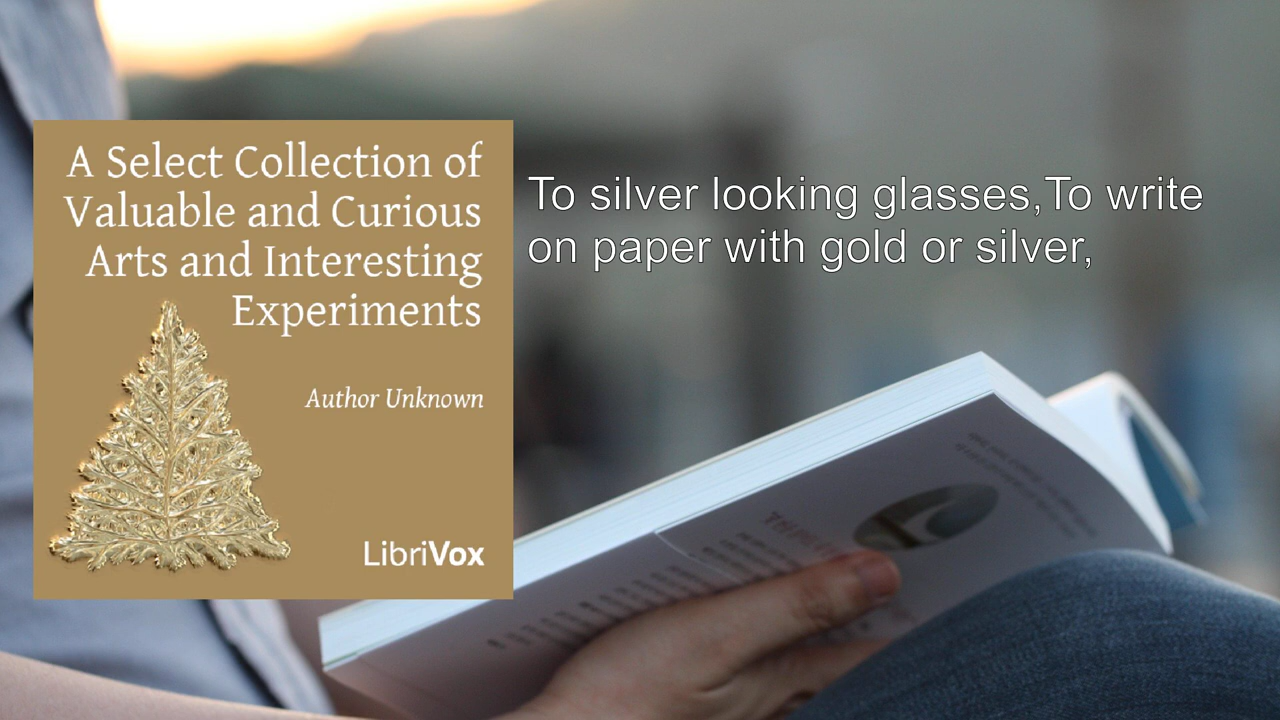 A Select Collection of
Valuable and Curious
Arts and Interesting
Experiments
Author Unknown
LibriVox
To silver looking glasses,To write
on paper with gold or silver,